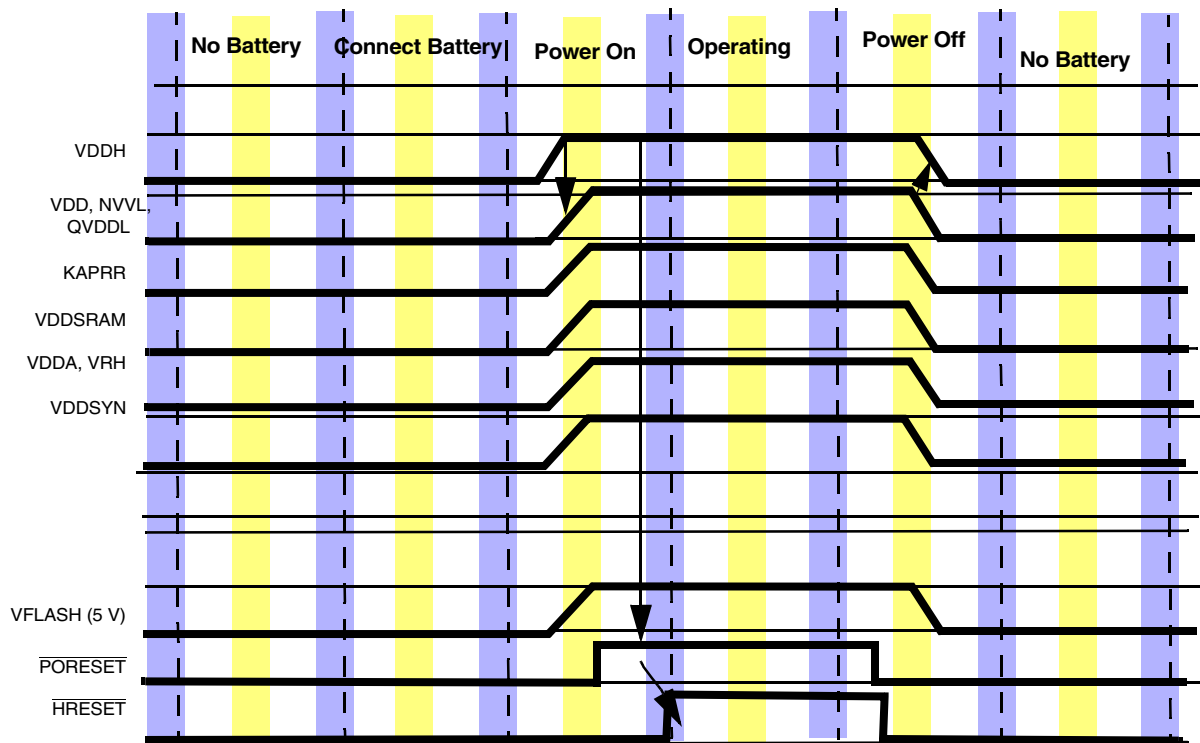 No Battery
Connect Battery
Power On
Operating
Power Off
No Battery
VDDH
VDD, NVVL,
QVDDL
KAPRR
VDDSRAM
VDDA, VRH
VDDSYN
VFLASH (5 V)
PORESET
HRESET